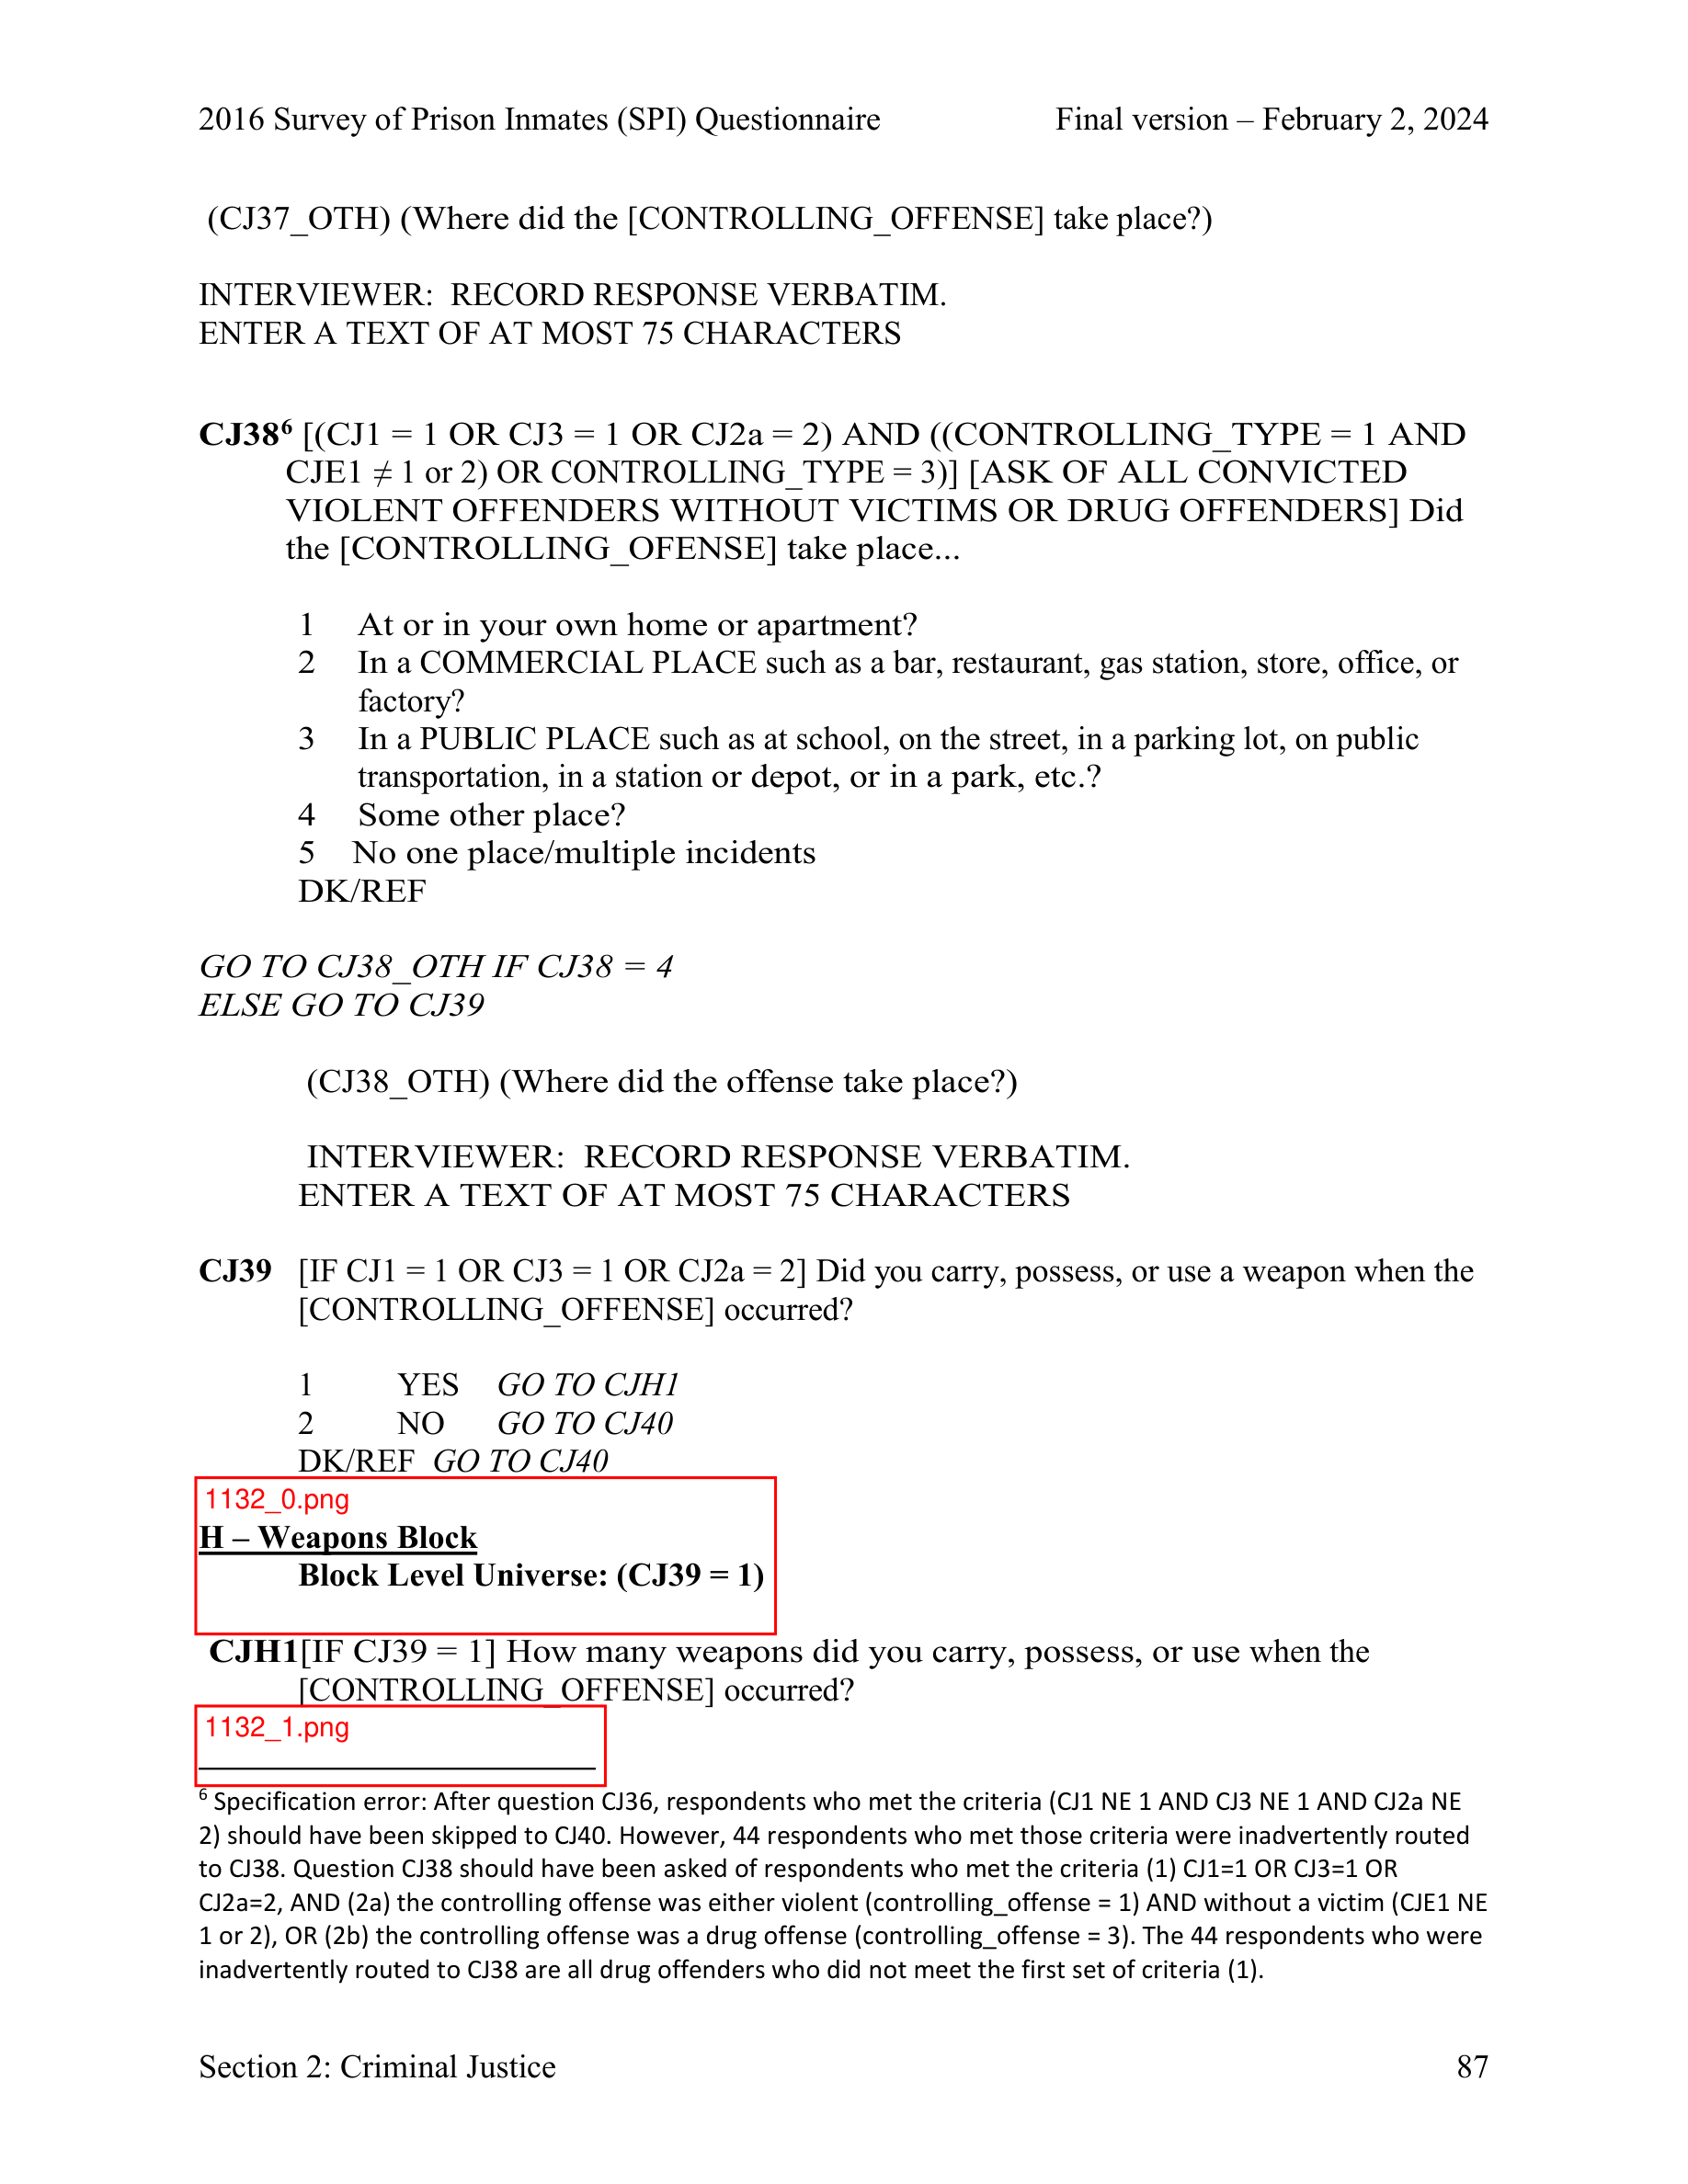 2016 Survey of Prison Inmates (SPI) Questionnaire Final version – February 2, 2024
(CJ37_OTH) (Where did the [CONTROLLING_OFFENSE] take place?)
INTERVIEWER: RECORD RESPONSE VERBATIM.
ENTER A TEXT OF AT MOST 75 CHARACTERS
CJ38⁶ [(CJ1 = 1 OR CJ3 = 1 OR CJ2a = 2) AND ((CONTROLLING_TYPE = 1 AND
CJE1 ≠ 1 or 2) OR CONTROLLING_TYPE = 3)] [ASK OF ALL CONVICTED
VIOLENT OFFENDERS WITHOUT VICTIMS OR DRUG OFFENDERS] Did
the [CONTROLLING_OFENSE] take place...
1 At or in your own home or apartment?
2 In a COMMERCIAL PLACE such as a bar, restaurant, gas station, store, office, or
factory?
3 In a PUBLIC PLACE such as at school, on the street, in a parking lot, on public
transportation, in a station or depot, or in a park, etc.?
4 Some other place?
5 No one place/multiple incidents
DK/REF
GO TO CJ38_OTH IF CJ38 = 4
ELSE GO TO CJ39
(CJ38_OTH) (Where did the offense take place?)
INTERVIEWER: RECORD RESPONSE VERBATIM.
ENTER A TEXT OF AT MOST 75 CHARACTERS
CJ39 [IF CJ1 = 1 OR CJ3 = 1 OR CJ2a = 2] Did you carry, possess, or use a weapon when the
[CONTROLLING_OFFENSE] occurred?
1 YES GO TO CJH1
2 NO GO TO CJ40
DK/REF GO TO CJ40
1132_0.png
H – Weapons Block
Block Level Universe: (CJ39 = 1)
CJH1[IF CJ39 = 1] How many weapons did you carry, possess, or use when the
[CONTROLLING_OFFENSE] occurred?
1132_1.png
⁶ Specification error: After question CJ36, respondents who met the criteria (CJ1 NE 1 AND CJ3 NE 1 AND CJ2a NE
2) should have been skipped to CJ40. However, 44 respondents who met those criteria were inadvertently routed
to CJ38. Question CJ38 should have been asked of respondents who met the criteria (1) CJ1=1 OR CJ3=1 OR
CJ2a=2, AND (2a) the controlling offense was either violent (controlling_offense = 1) AND without a victim (CJE1 NE
1 or 2), OR (2b) the controlling offense was a drug offense (controlling_offense = 3). The 44 respondents who were
inadvertently routed to CJ38 are all drug offenders who did not meet the first set of criteria (1).
Section 2: Criminal Justice 87